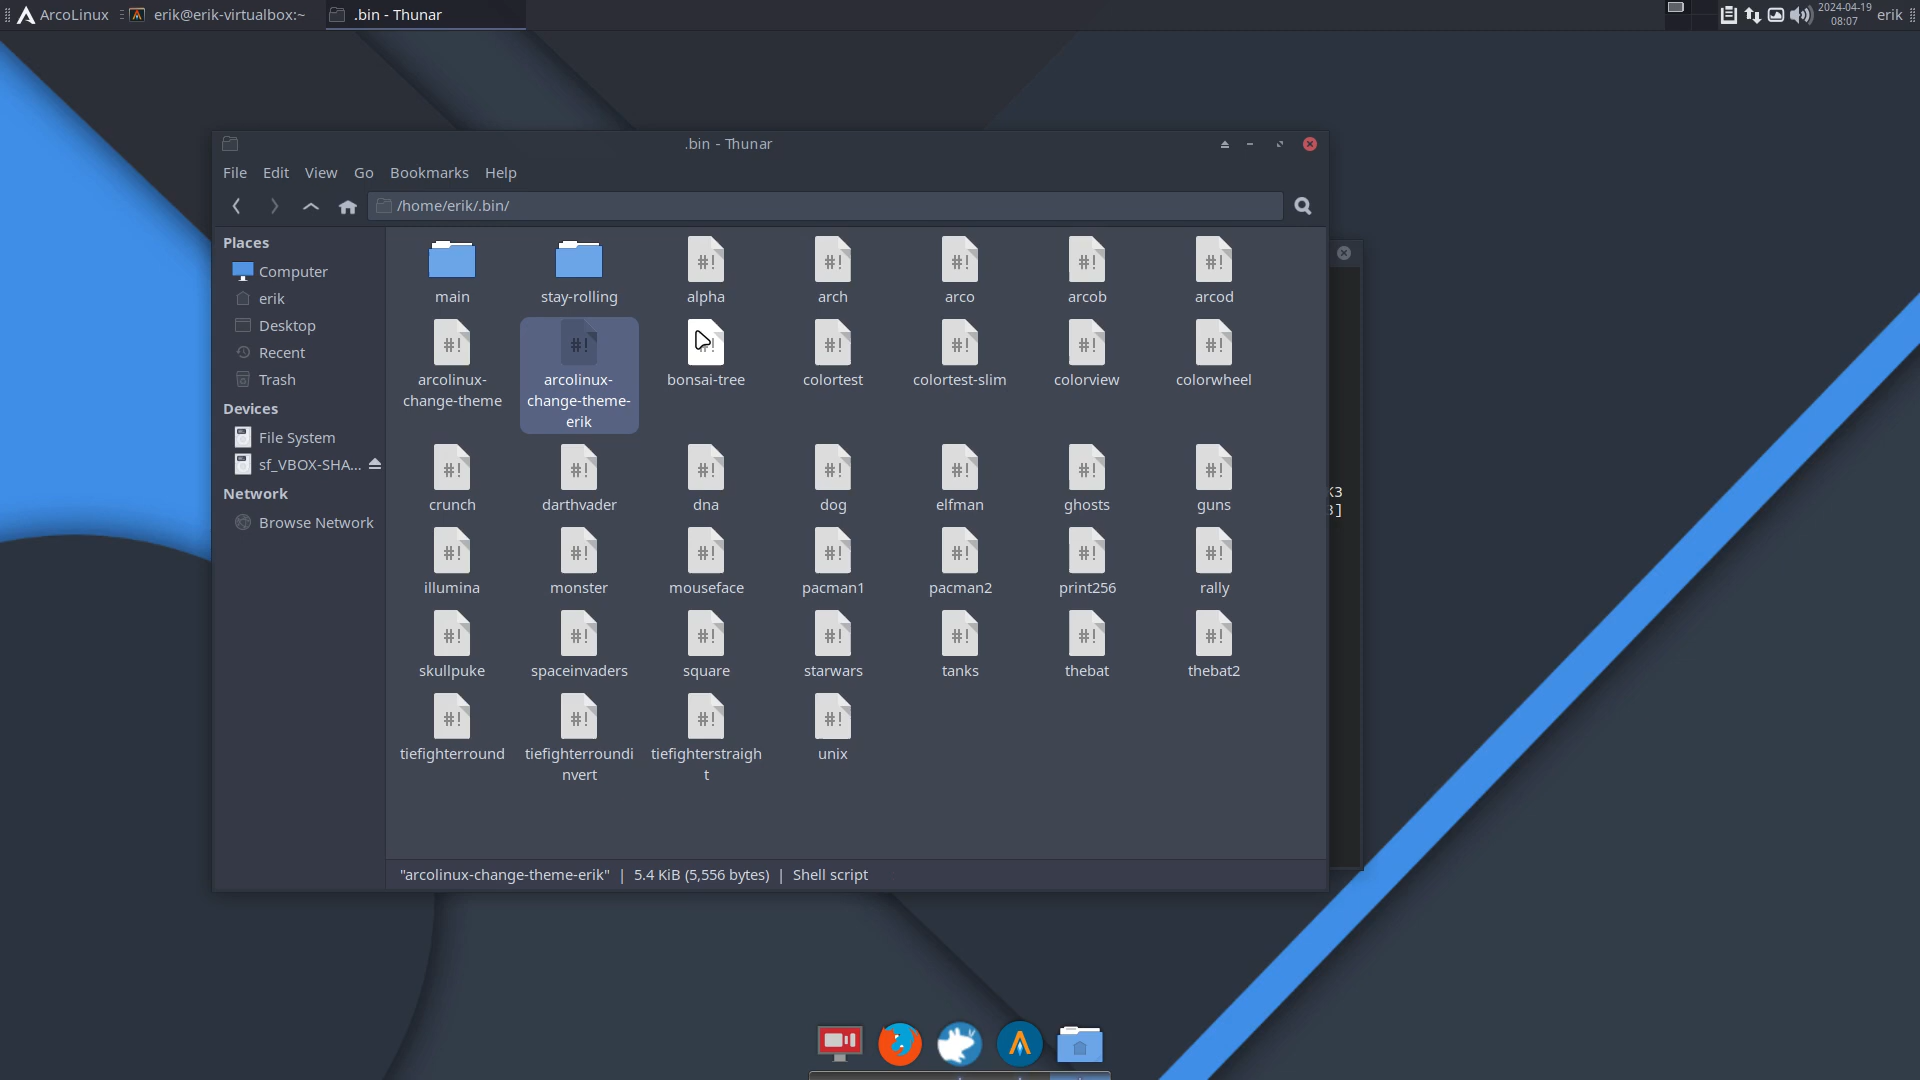 ArcoLinux
erik@erik-virtualbox:~
.bin - Thunar
2024-04-19
08:07
erik
.bin - Thunar
File Edit View Go Bookmarks Help
/home/erik/.bin/
Places
Computer
erik
Desktop
Recent
Trash
Devices
File System
sf_VBOX-SHA...
Network
Browse Network
main stay-rolling alpha arch arco arcob arcod
arcolinux-
change-theme
arcolinux-
change-theme-
erik
bonsai-tree colortest colortest-slim colorview colorwheel
crunch darthvader dna dog elfman ghosts guns
illumina monster mouseface pacman1 pacman2 print256 rally
skullpuke spaceinvaders square starwars tanks thebat thebat2
tiefighterround
tiefighterroundi
nvert
tiefighterstraigh
t
unix
K3
3]
"arcolinux-change-theme-erik" | 5.4 KiB (5,556 bytes) | Shell script